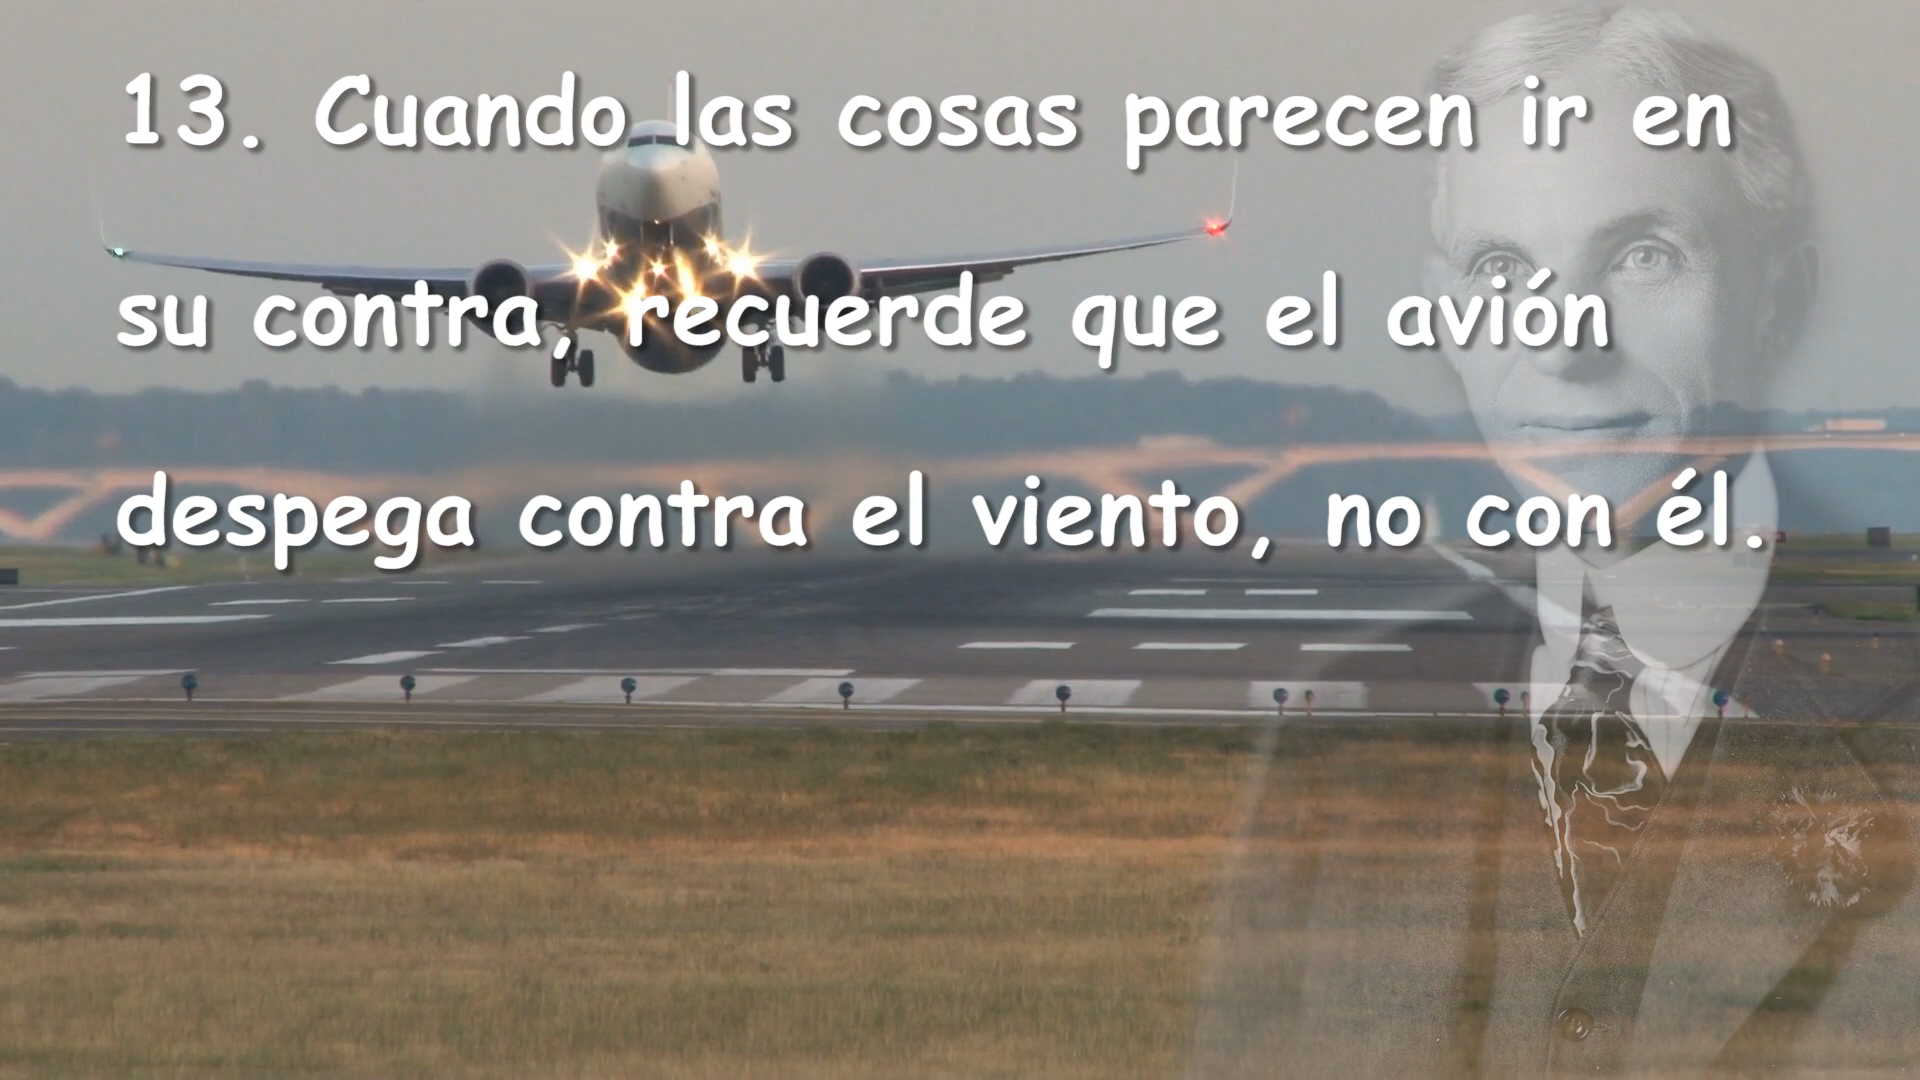 13. Cuando las cosas parecen ir en
su contra, recuerde que el avión
despega contra el viento, no con él.